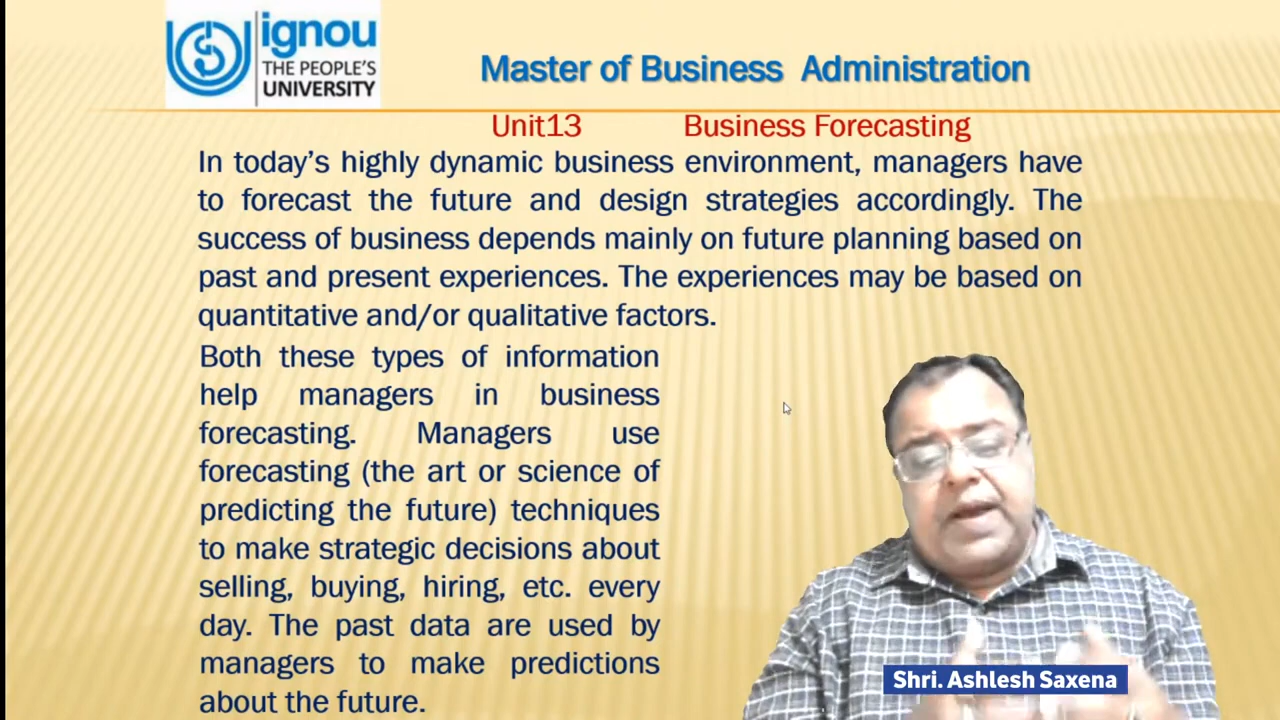 ignou
THE PEOPLE'S
UNIVERSITY
Master of Business Administration
Unit13 Business Forecasting
In today's highly dynamic business environment, managers have
to forecast the future and design strategies accordingly. The
success of business depends mainly on future planning based on
past and present experiences. The experiences may be based on
quantitative and/or qualitative factors.
Both these types of information
help managers in business
forecasting. Managers use
forecasting (the art or science of
predicting the future) techniques
to make strategic decisions about
selling, buying, hiring, etc. every
day. The past data are used by
managers to make predictions
about the future.
Shri. Ashlesh Saxena